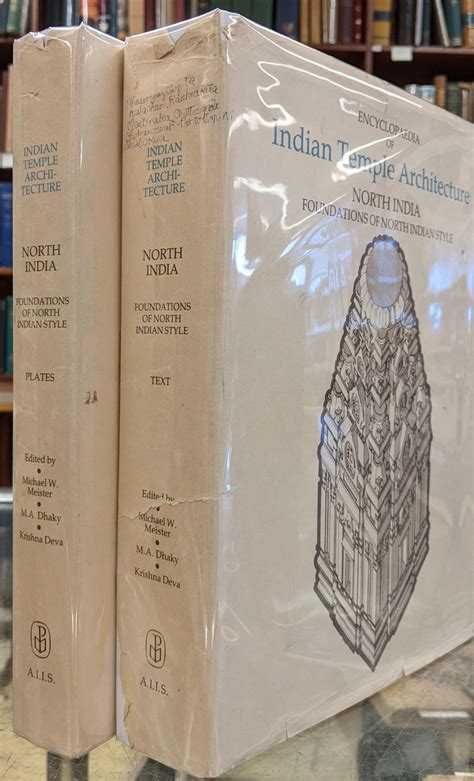 INDIAN
TEMPLE
ARCHI-
TECTURE
NORTH
INDIA
FOUNDATIONS
OF NORTH
INDIAN STYLE
PLATES
Edited by
Michael W.
Meister
M.A. Dhaky
Krishna Deva
A.I.I.S.
INDIAN
TEMPLE
ARCHI-
TECTURE
NORTH
INDIA
FOUNDATIONS
OF NORTH
INDIAN STYLE
TEXT
Edited by
Michael W.
Meister
M.A. Dhaky
Krishna Deva
A.I.I.S.
ENCYCLOPAEDIA
OF
Indian Temple Architecture
NORTH INDIA
FOUNDATIONS OF NORTH INDIAN STYLE